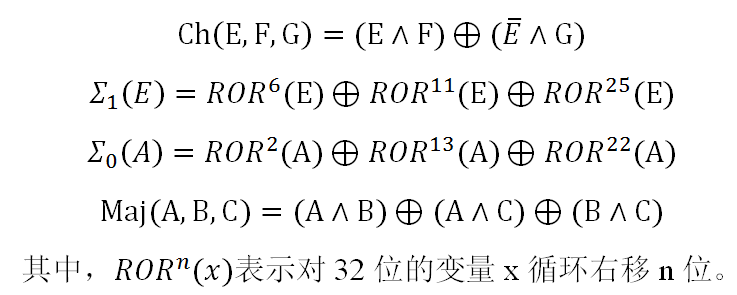 Ch(E, F, G) = (E ∧ F) ⊕ (E̅ ∧ G)
Σ₁(E) = ROR⁶(E) ⊕ ROR¹¹(E) ⊕ ROR²⁵(E)
Σ₀(A) = ROR²(A) ⊕ ROR¹³(A) ⊕ ROR²²(A)
Maj(A, B, C) = (A ∧ B) ⊕ (A ∧ C) ⊕ (B ∧ C)
其中，RORⁿ(x)表示对 32 位的变量 x 循环右移 n 位。